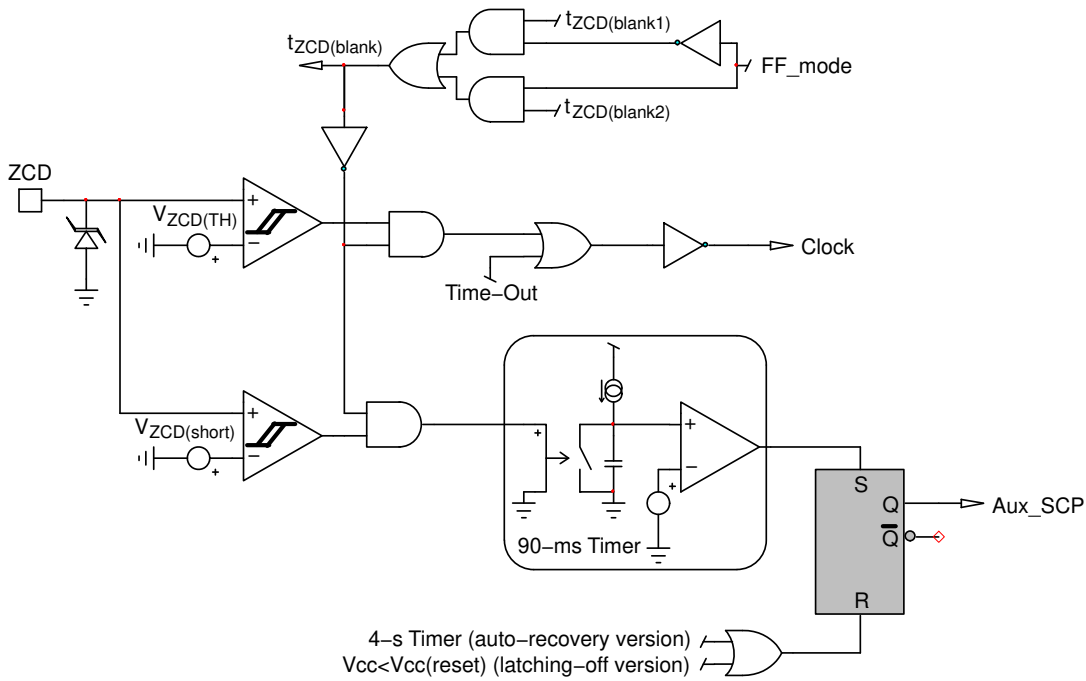 tZCD(blank1)
tZCD(blank)
FF_mode
tZCD(blank2)
ZCD
VZCD(TH)
+
−
+
Clock
Time−Out
VZCD(short)
+
−
+
+
+
−
+
90−ms Timer
S
Q
Aux_SCP
Q̅
R
4−s Timer (auto−recovery version)
Vcc<Vcc(reset) (latching−off version)